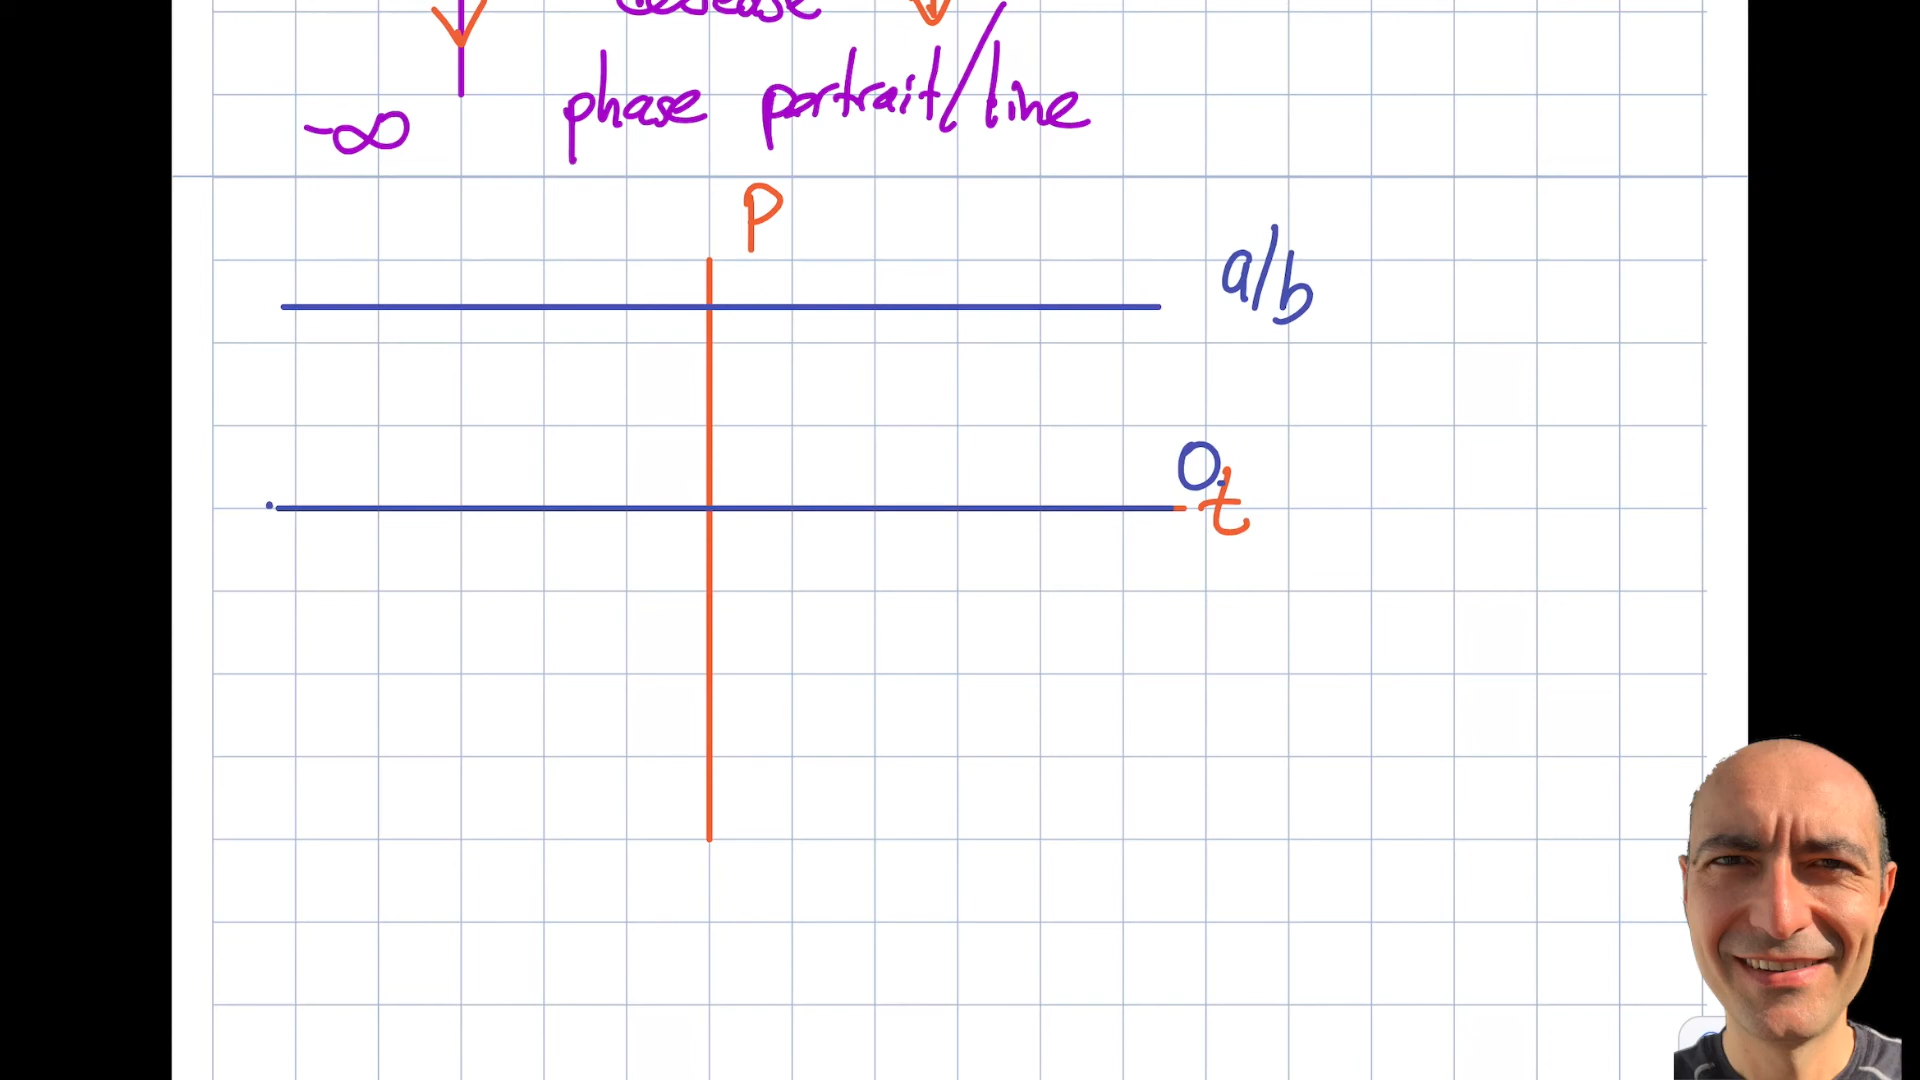 phase portrait/line
-∞
P
a/b
0
t